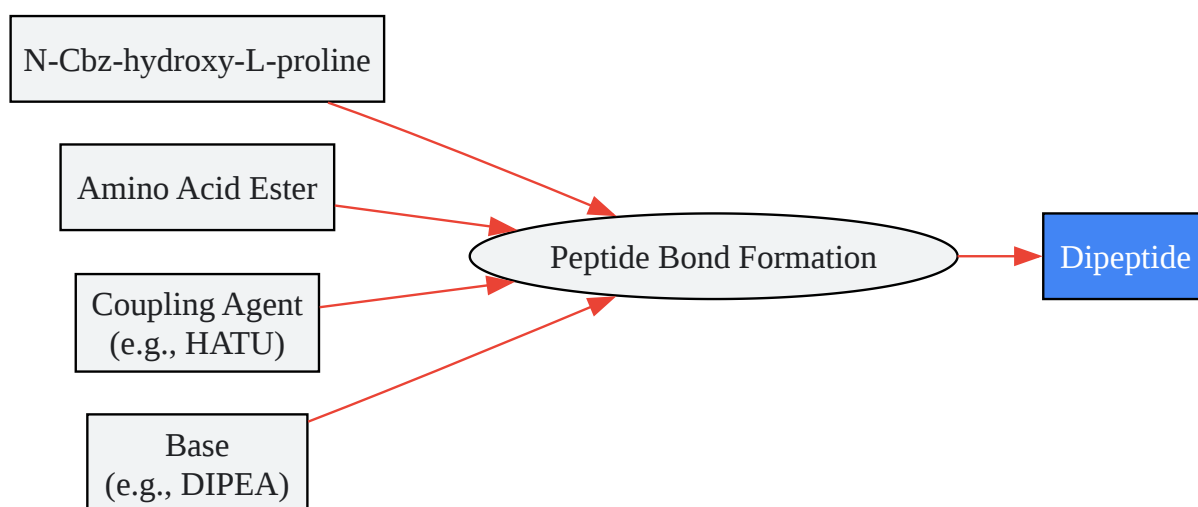 N-Cbz-hydroxy-L-proline
Amino Acid Ester
Coupling Agent
(e.g., HATU)
Base
(e.g., DIPEA)
Peptide Bond Formation
Dipeptide